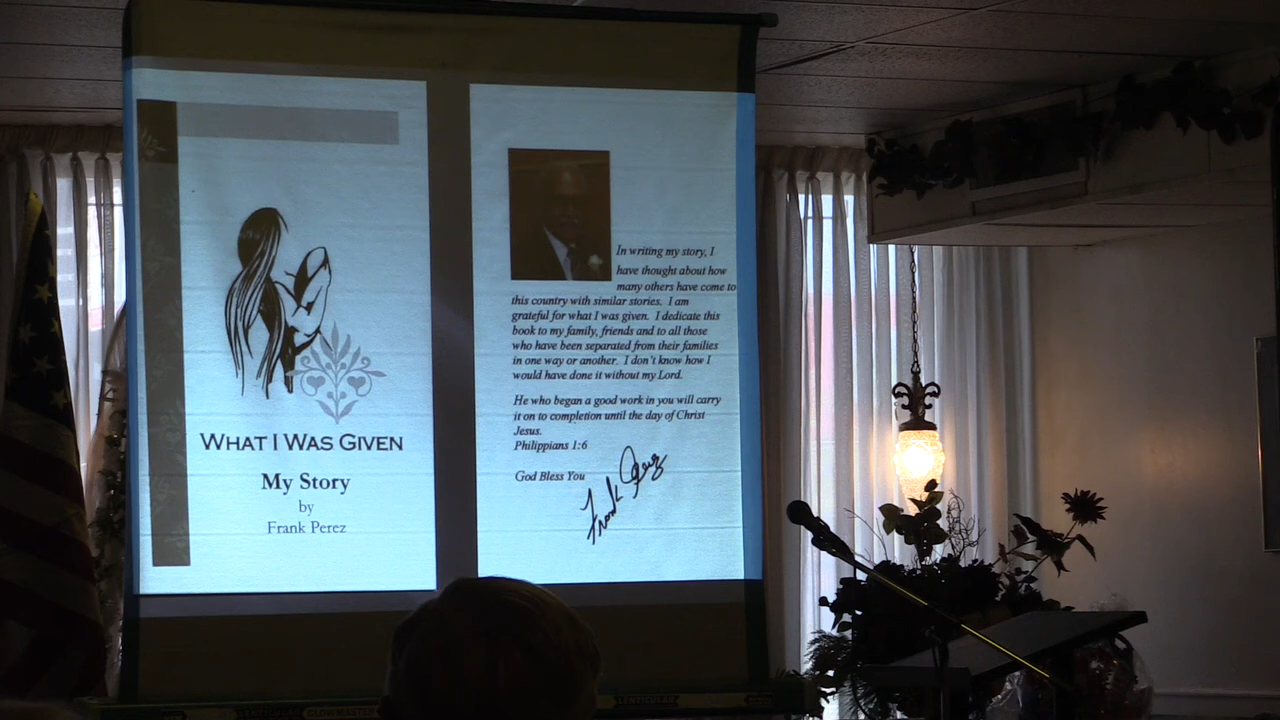 WHAT I WAS GIVEN
My Story
by
Frank Perez
In writing my story, I
have thought about how
many others have come to
this country with similar stories. I am
grateful for what I was given. I dedicate this
book to my family, friends and to all those
who have been separated from their families
in one way or another. I don't know how I
would have done it without my Lord.
He who began a good work in you will carry
it on to completion until the day of Christ
Jesus.
Philippians 1:6
God Bless You
Frank Perez
LENTICULAR
LENTICULAR